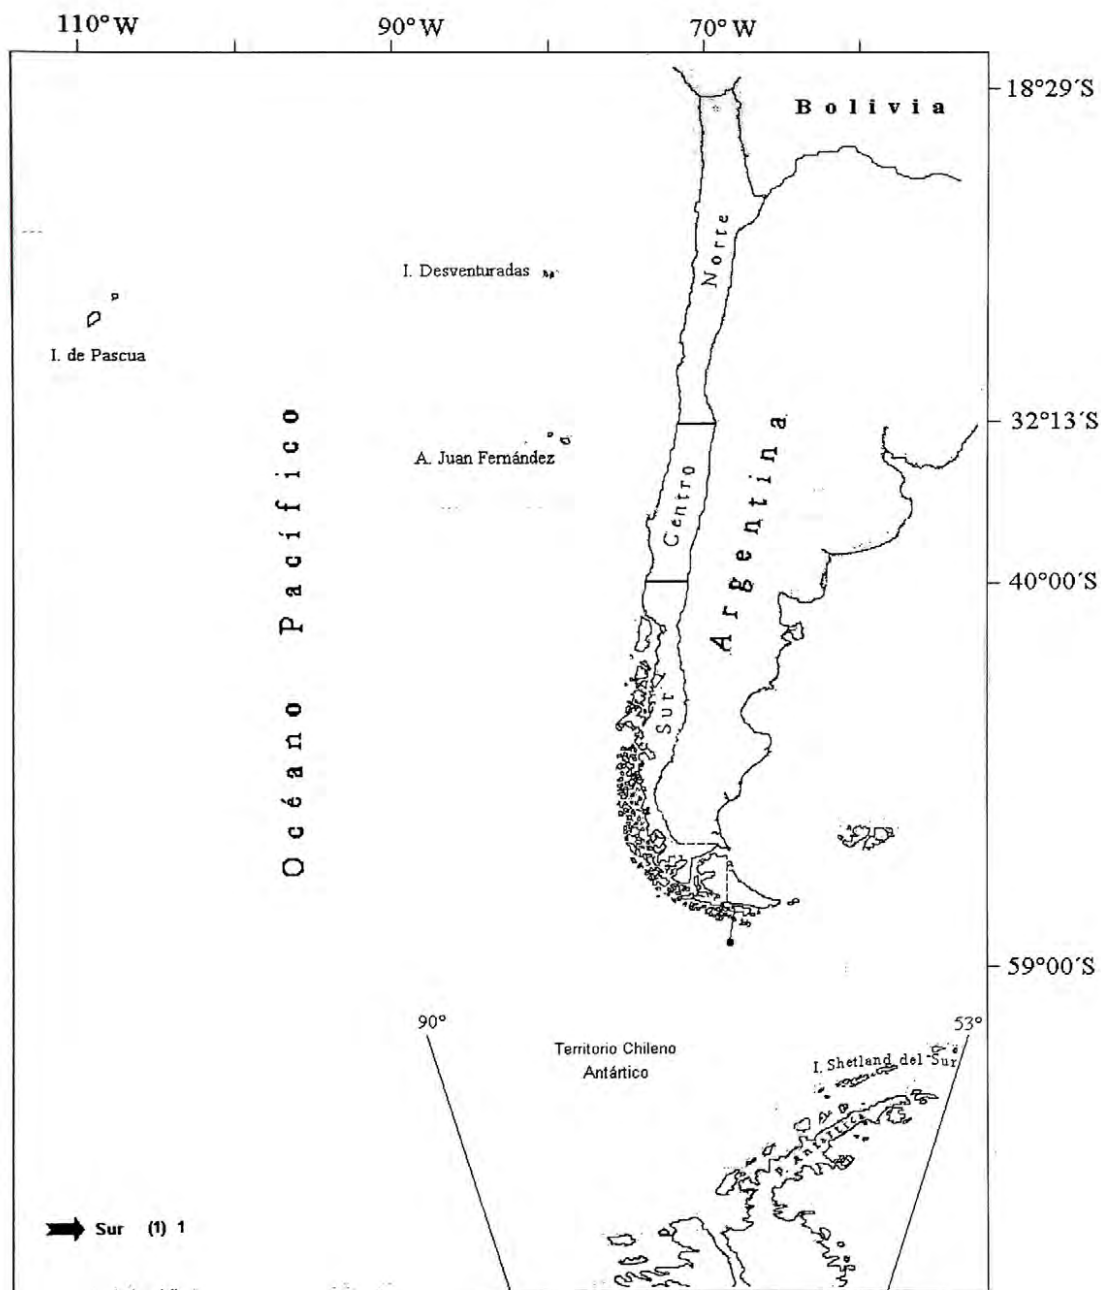 110° W 90° W 70° W
18°29´S
Bolivia
Norte
I. Desventuradas
I. de Pascua
32°13´S
A. Juan Fernández
Centro
Argentina
Océano Pacífico
40°00´S
Sur
59°00´S
90°
53°
Territorio Chileno
Antártico
I. Shetland del Sur
Sur (1) 1